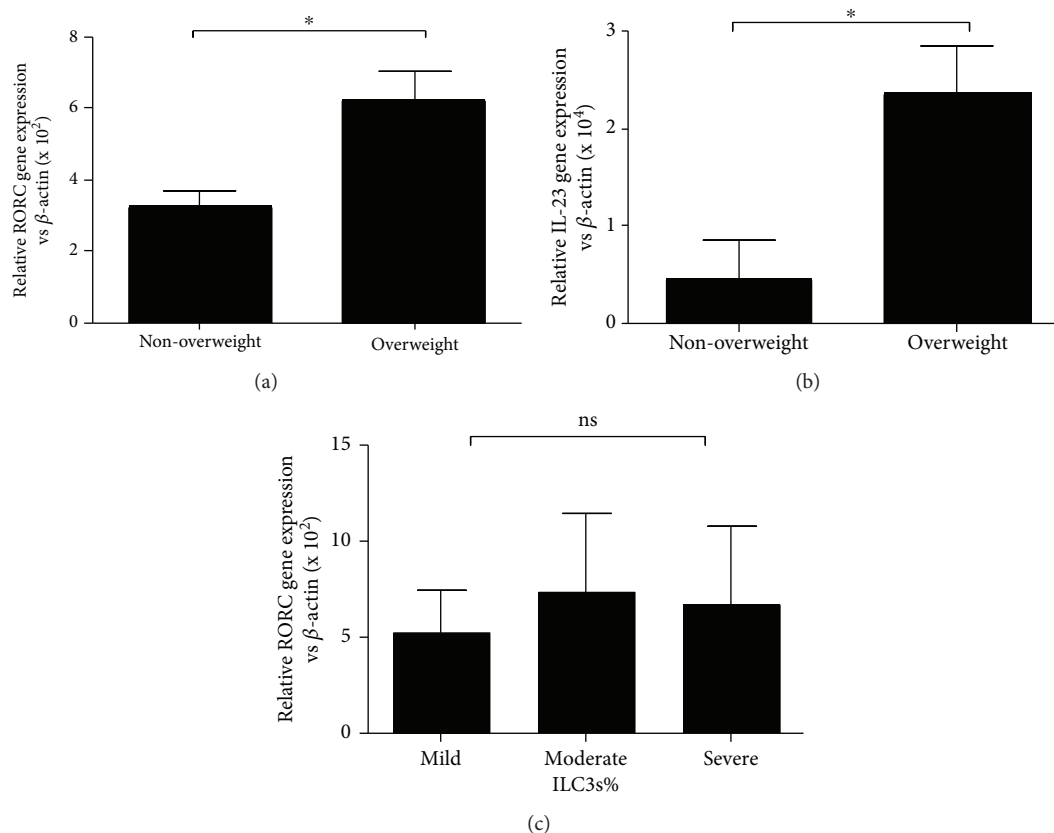 *
8
6
4
2
0
Relative RORC gene expression
vs β-actin (x 10²)
Non-overweight
Overweight
(a)
*
3
2
1
0
Relative IL-23 gene expression
vs β-actin (x 10⁴)
Non-overweight
Overweight
(b)
ns
15
10
5
0
Relative RORC gene expression
vs β-actin (x 10²)
Mild
Moderate
Severe
ILC3s%
(c)